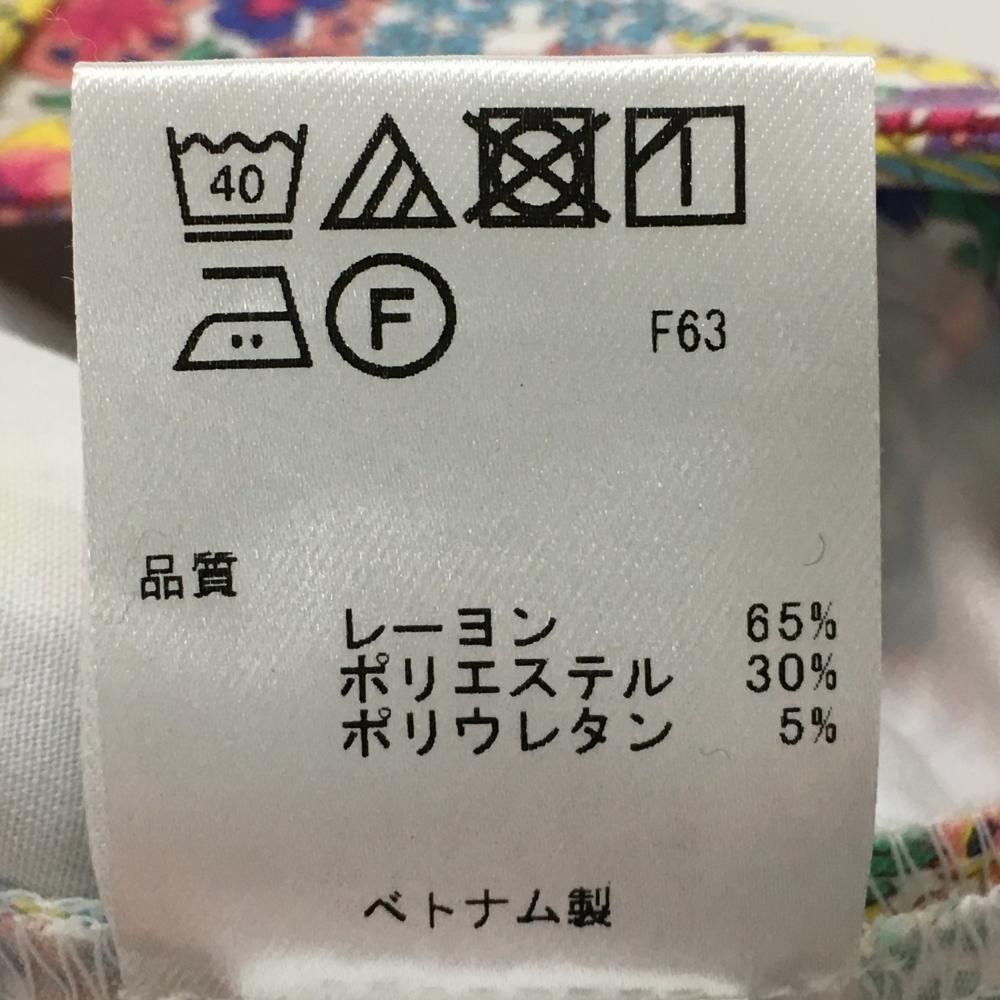 40
F F63
品質
レーヨン 65%
ポリエステル 30%
ポリウレタン 5%
ベトナム製